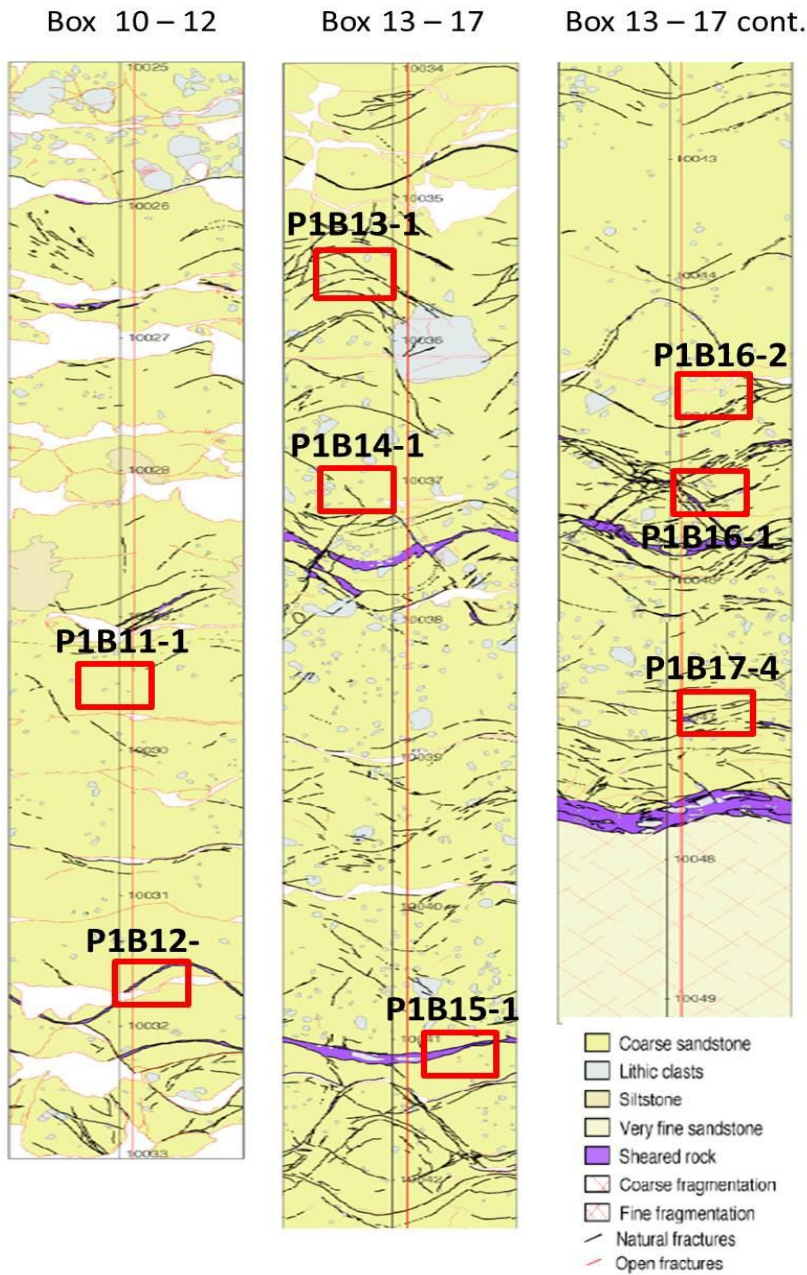 Box 10 – 12
10025
10026
10027
10028
P1B11-1
10030
10031
P1B12-
10032
10033
Box 13 – 17
10034
10035
P1B13-1
10036
P1B14-1
10037
10038
10039
10040
P1B15-1
10041
10042
Box 13 – 17 cont.
10043
10044
P1B16-2
P1B16-1
10046
P1B17-4
10048
10049
Coarse sandstone
Lithic clasts
Siltstone
Very fine sandstone
Sheared rock
Coarse fragmentation
Fine fragmentation
Natural fractures
Open fractures